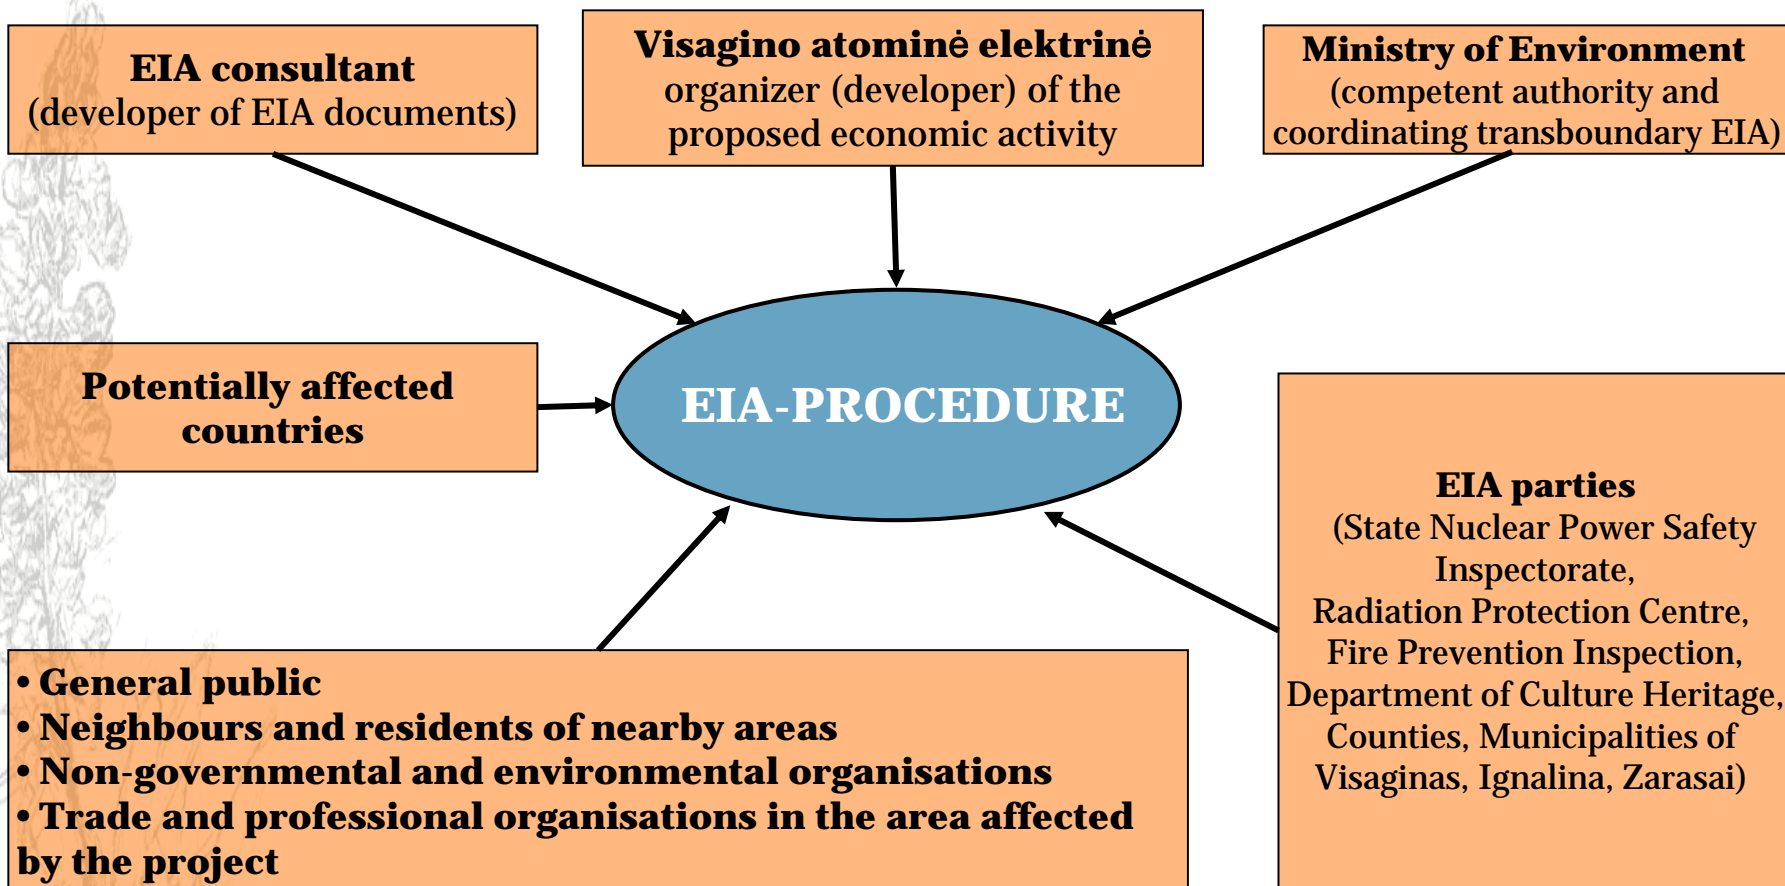 EIA consultant
(developer of EIA documents)
Visagino atominė elektrinė
organizer (developer) of the
proposed economic activity
Ministry of Environment
(competent authority and
coordinating transboundary EIA)
Potentially affected
countries
EIA-PROCEDURE
EIA parties
(State Nuclear Power Safety
Inspectorate,
Radiation Protection Centre,
Fire Prevention Inspection,
Department of Culture Heritage,
Counties, Municipalities of
Visaginas, Ignalina, Zarasai)
• General public
• Neighbours and residents of nearby areas
• Non-governmental and environmental organisations
• Trade and professional organisations in the area affected
by the project